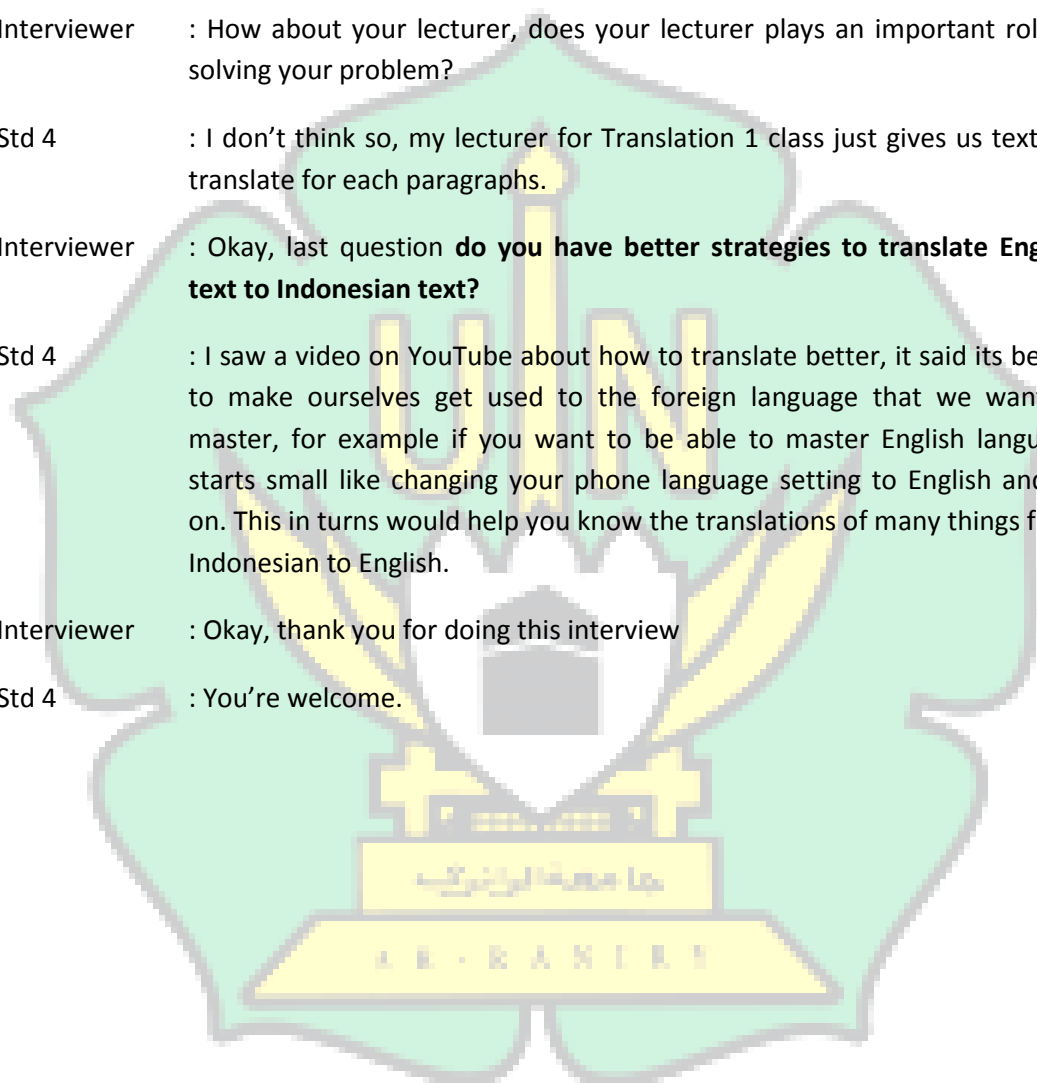 Interviewer : How about your lecturer, does your lecturer plays an important rol
solving your problem?
Std 4 : I don't think so, my lecturer for Translation 1 class just gives us text
translate for each paragraphs.
Interviewer : Okay, last question do you have better strategies to translate Eng
text to Indonesian text?
Std 4 : I saw a video on YouTube about how to translate better, it said its be
to make ourselves get used to the foreign language that we want
master, for example if you want to be able to master English langu
starts small like changing your phone language setting to English and
on. This in turns would help you know the translations of many things f
Indonesian to English.
Interviewer : Okay, thank you for doing this interview
Std 4 : You're welcome.
UIN
جامعة الرانري
AR-RANIRY